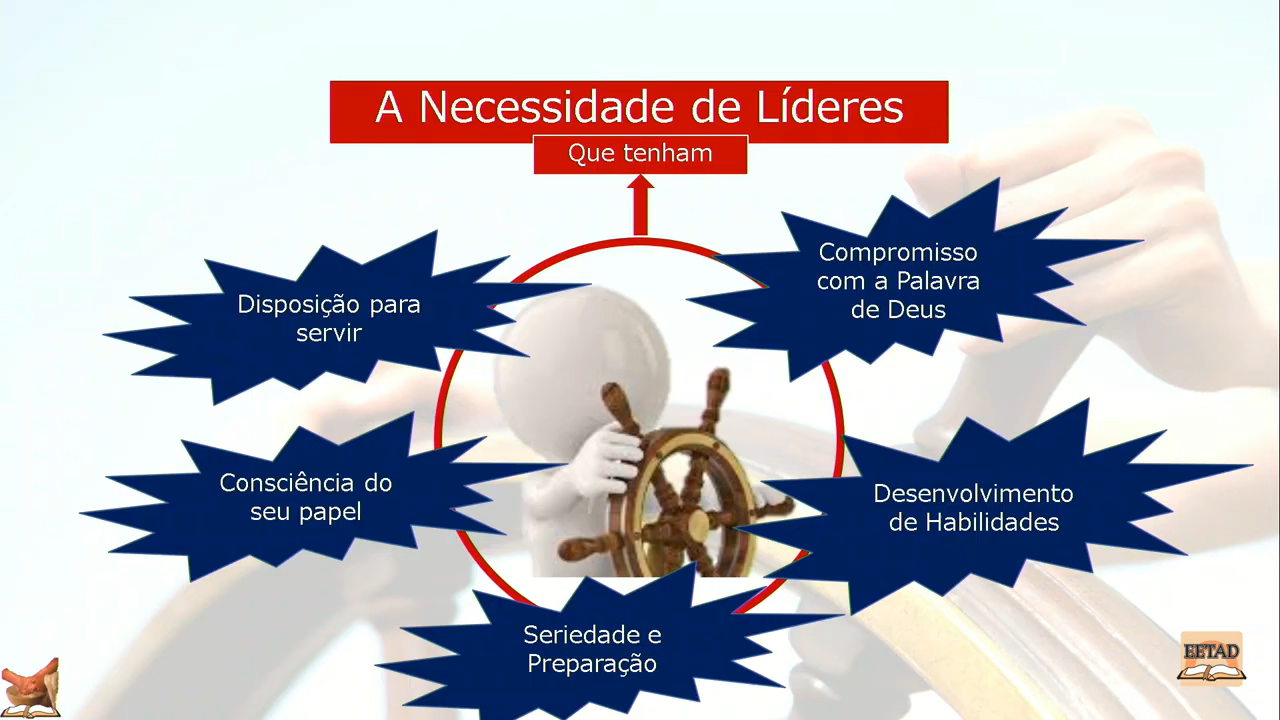 A Necessidade de Líderes
Que tenham
Disposição para
servir
Compromisso
com a Palavra
de Deus
Consciência do
seu papel
Desenvolvimento
de Habilidades
Seriedade e
Preparação
EETAD